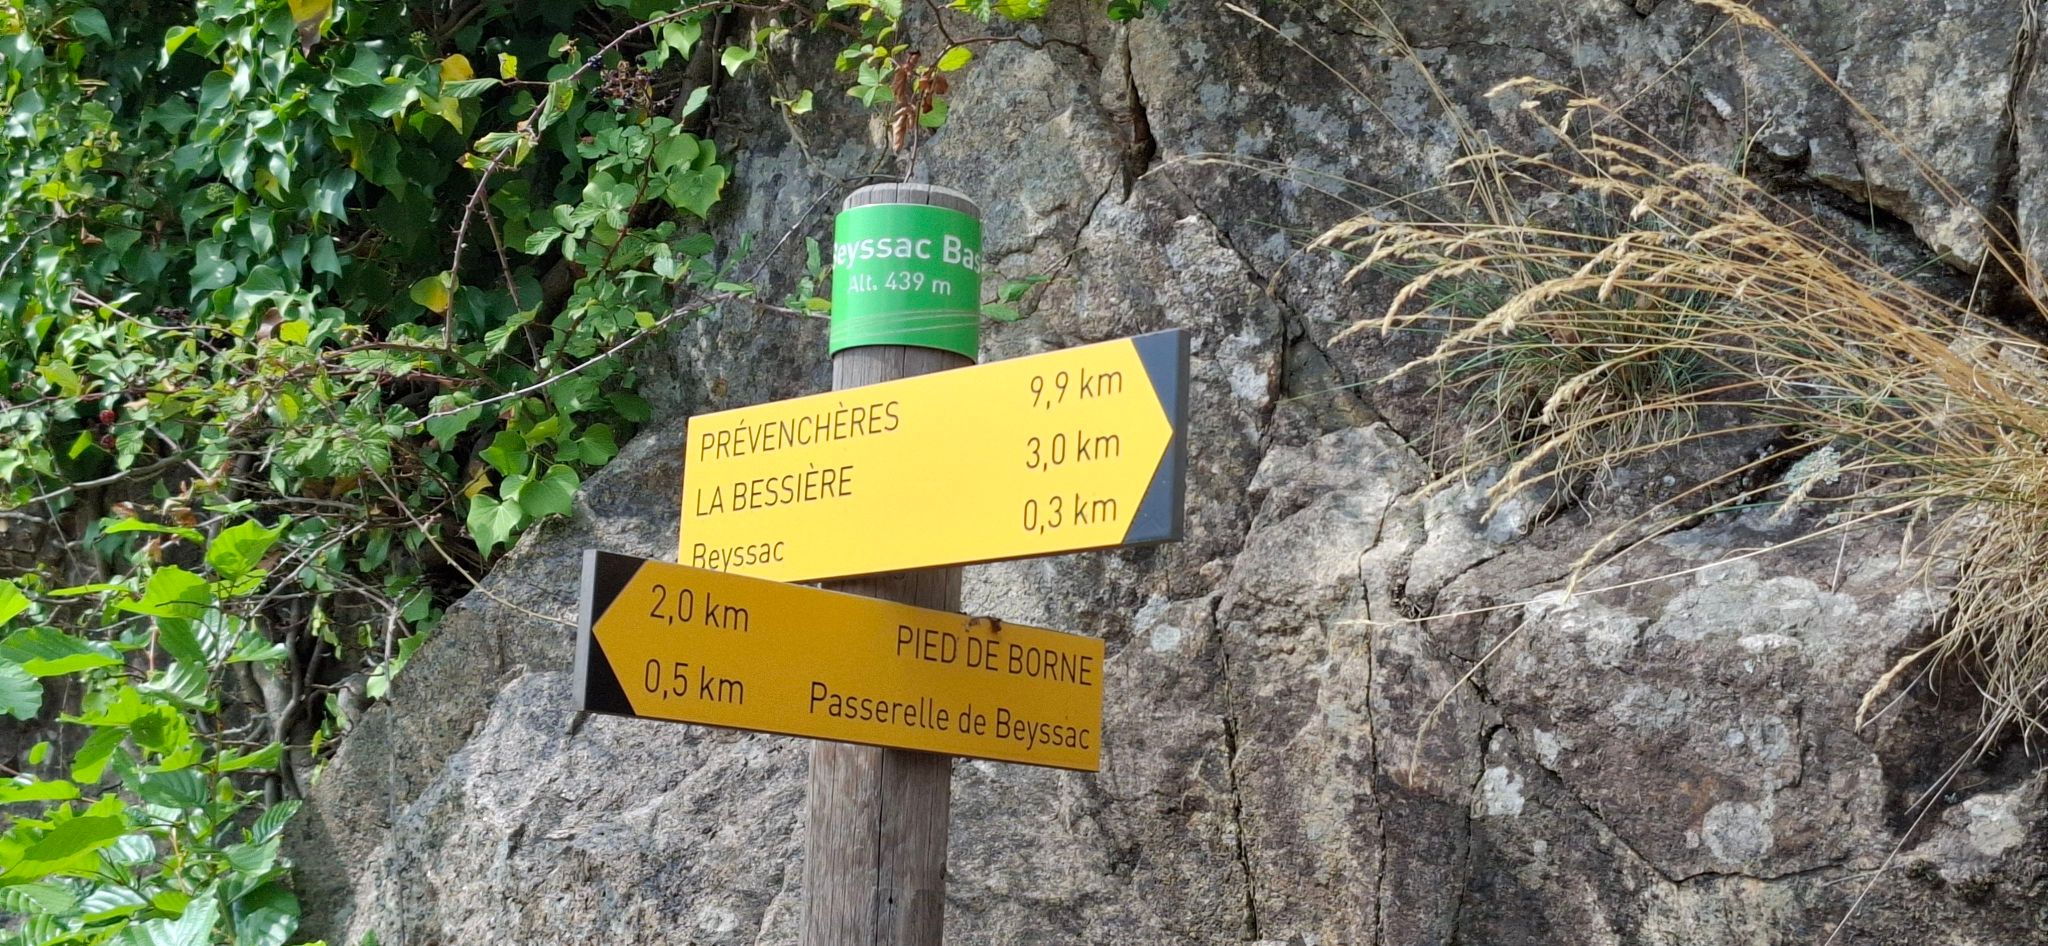 Beyssac Bas
Alt. 439 m
PRÉVENCHÈRES 9,9 km
LA BESSIÈRE 3,0 km
Beyssac 0,3 km
2,0 km PIED DE BORNE
0,5 km Passerelle de Beyssac